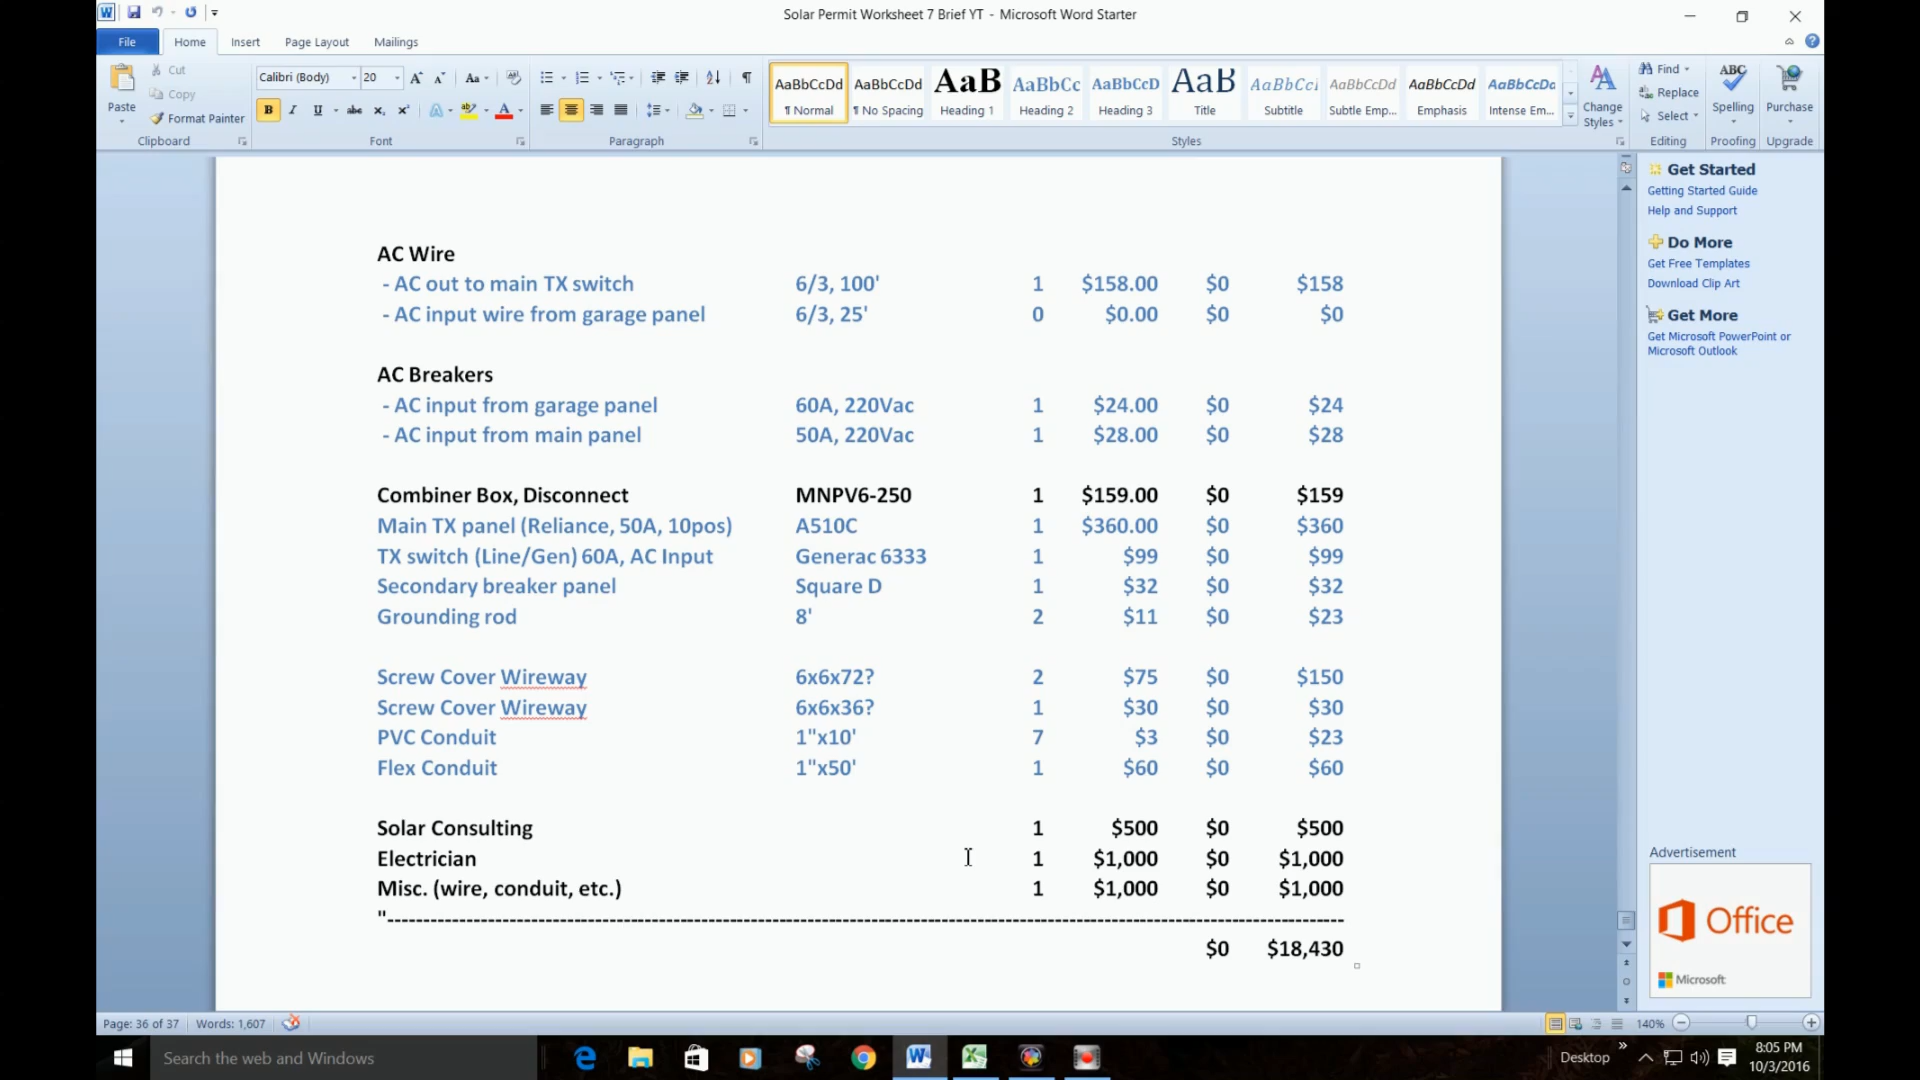 Solar Permit Worksheet 7 Brief YT - Microsoft Word Starter
File Home Insert Page Layout Mailings
Paste
Cut
Copy
Format Painter
Clipboard
Calibri (Body) 20
Font
Paragraph
AaBbCcDd AaBbCcDd AaB AaBbCc AaBbCcD AaB AaBbCcI AaBbCcDd AaBbCcDd AaBbCcDc
¶ Normal ¶ No Spacing Heading 1 Heading 2 Heading 3 Title Subtitle Subtle Emp... Emphasis Intense Em...
Styles
Change Styles
Find
Replace
Select
Editing
Spelling
Proofing
Purchase
Upgrade
AC Wire
- AC out to main TX switch 6/3, 100' 1 $158.00 $0 $158
- AC input wire from garage panel 6/3, 25' 0 $0.00 $0 $0
AC Breakers
- AC input from garage panel 60A, 220Vac 1 $24.00 $0 $24
- AC input from main panel 50A, 220Vac 1 $28.00 $0 $28
Combiner Box, Disconnect MNPV6-250 1 $159.00 $0 $159
Main TX panel (Reliance, 50A, 10pos) A510C 1 $360.00 $0 $360
TX switch (Line/Gen) 60A, AC Input Generac 6333 1 $99 $0 $99
Secondary breaker panel Square D 1 $32 $0 $32
Grounding rod 8' 2 $11 $0 $23
Screw Cover Wireway 6x6x72? 2 $75 $0 $150
Screw Cover Wireway 6x6x36? 1 $30 $0 $30
PVC Conduit 1"x10' 7 $3 $0 $23
Flex Conduit 1"x50' 1 $60 $0 $60
Solar Consulting 1 $500 $0 $500
Electrician 1 $1,000 $0 $1,000
Misc. (wire, conduit, etc.) 1 $1,000 $0 $1,000
"--------------------------------------------------------------------------------
$0 $18,430
Get Started
Getting Started Guide
Help and Support
Do More
Get Free Templates
Download Clip Art
Get More
Get Microsoft PowerPoint or
Microsoft Outlook
Advertisement
Office
Microsoft
Page: 36 of 37 Words: 1,607 140%
Search the web and Windows
Desktop
8:05 PM
10/3/2016